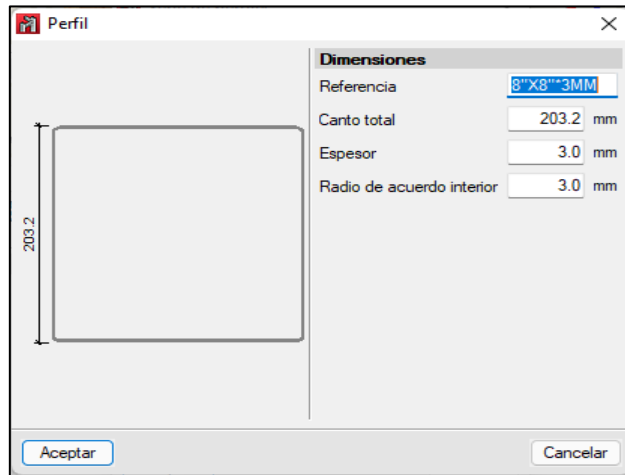 Perfil
203.2
Dimensiones
Referencia 8"X8"*3MM
Canto total 203.2 mm
Espesor 3.0 mm
Radio de acuerdo interior 3.0 mm
Aceptar Cancelar